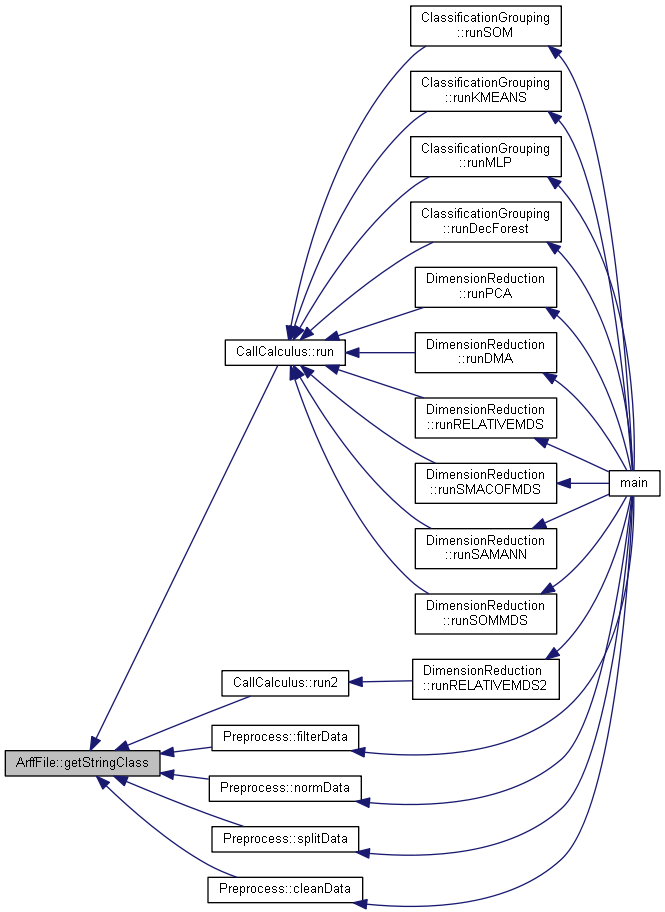 ClassificationGrouping
::runSOM
ClassificationGrouping
::runKMEANS
ClassificationGrouping
::runMLP
ClassificationGrouping
::runDecForest
DimensionReduction
::runPCA
CallCalculus::run
DimensionReduction
::runDMA
DimensionReduction
::runRELATIVEMDS
DimensionReduction
::runSMACOFMDS
main
DimensionReduction
::runSAMANN
DimensionReduction
::runSOMMDS
CallCalculus::run2
DimensionReduction
::runRELATIVEMDS2
Preprocess::filterData
ArffFile::getStringClass
Preprocess::normData
Preprocess::splitData
Preprocess::cleanData